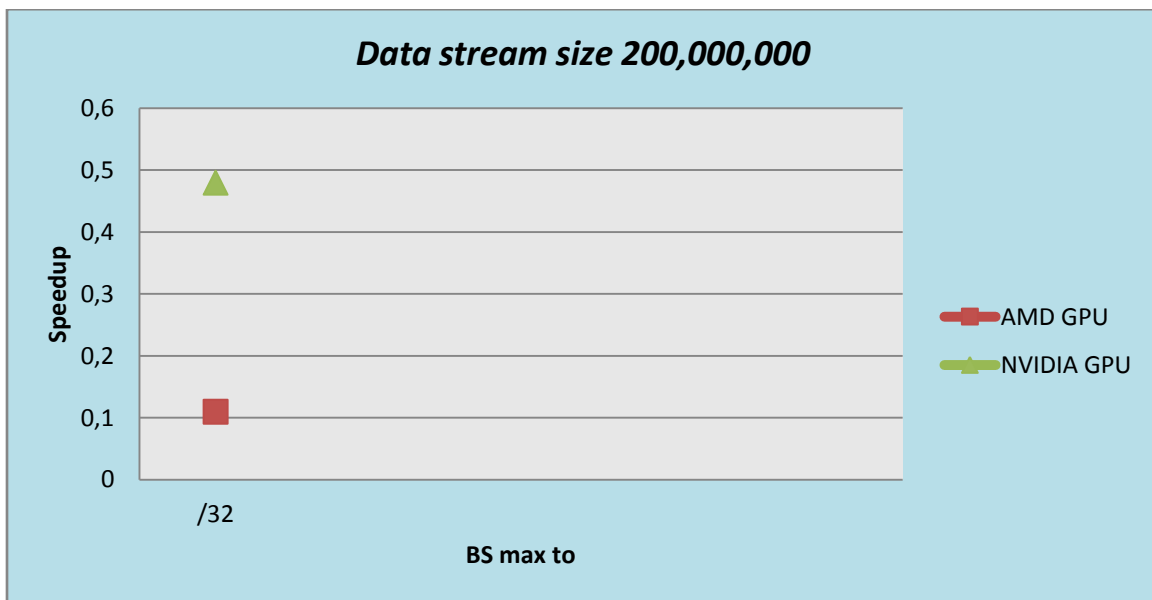 Data stream size 200,000,000
0,6
0,5
0,4
0,3
0,2
0,1
0
Speedup
/32
BS max to
AMD GPU
NVIDIA GPU